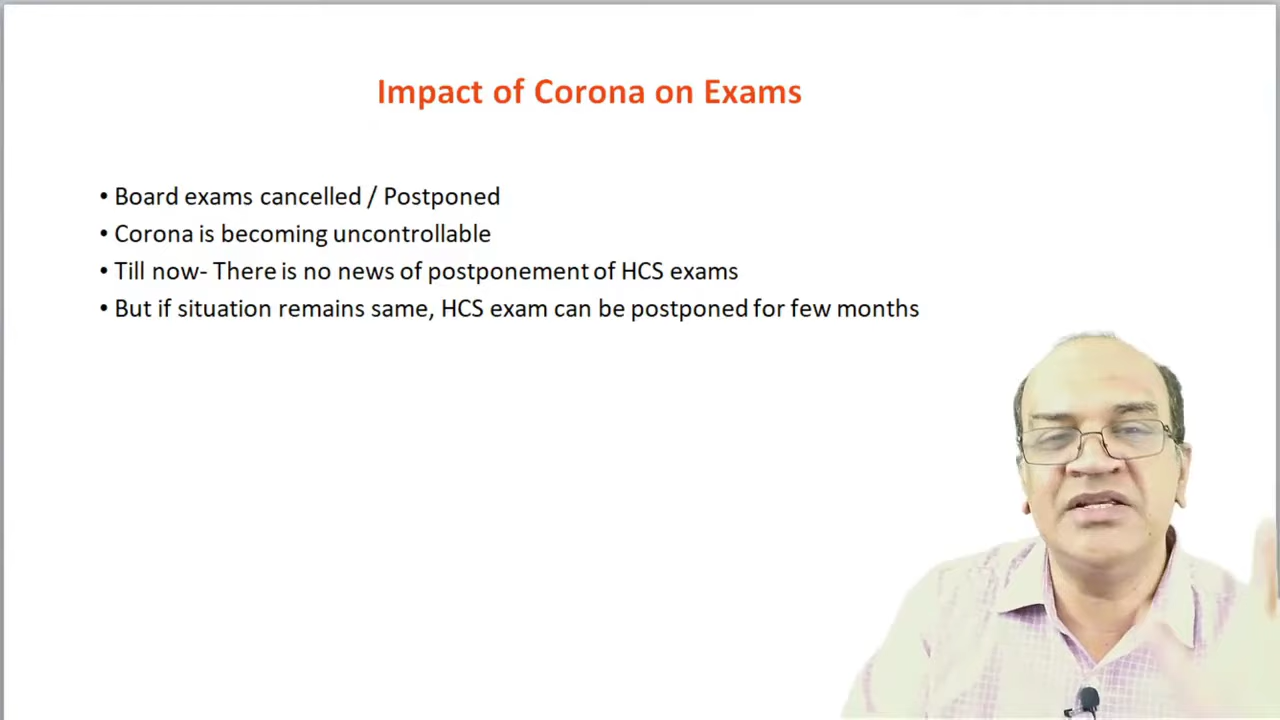 Impact of Corona on Exams
• Board exams cancelled / Postponed
• Corona is becoming uncontrollable
• Till now- There is no news of postponement of HCS exams
• But if situation remains same, HCS exam can be postponed for few months